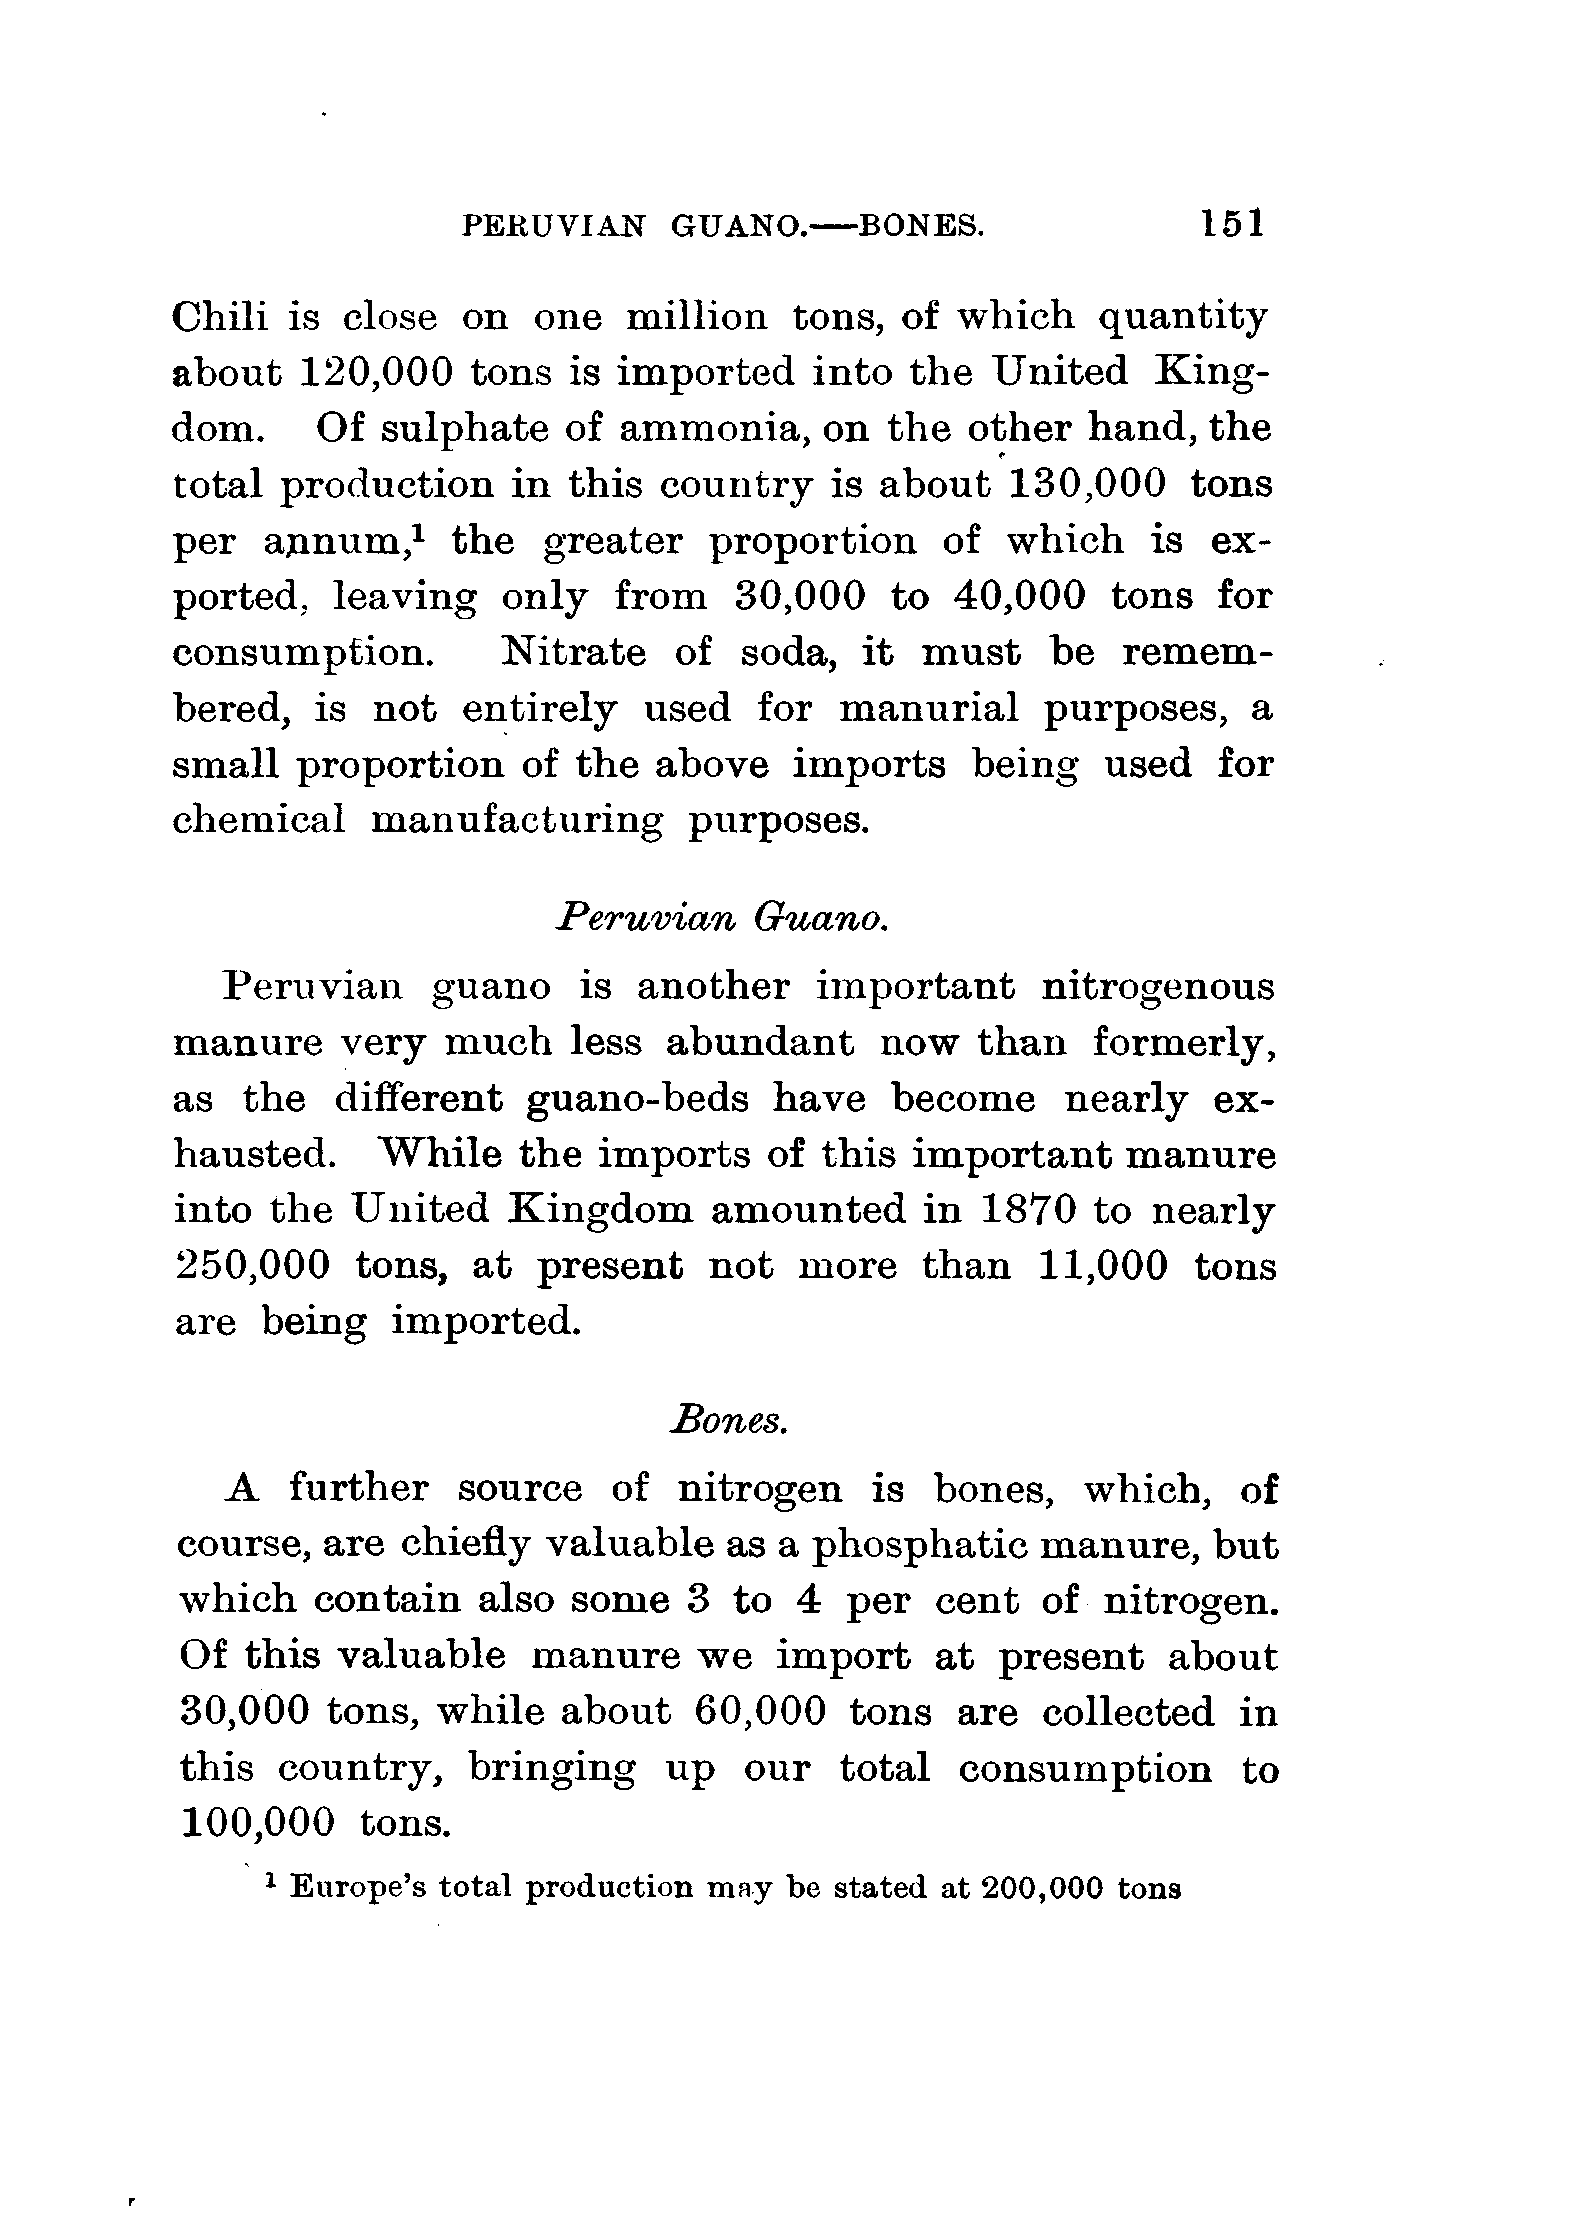 PERUVIAN GUANO.—BONES. 151
Chili is close on one million tons, of which quantity
about 120,000 tons is imported into the United King-
dom. Of sulphate of ammonia, on the other hand, the
total production in this country is about 130,000 tons
per annum,¹ the greater proportion of which is ex-
ported, leaving only from 30,000 to 40,000 tons for
consumption. Nitrate of soda, it must be remem-
bered, is not entirely used for manurial purposes, a
small proportion of the above imports being used for
chemical manufacturing purposes.
Peruvian Guano.
Peruvian guano is another important nitrogenous
manure very much less abundant now than formerly,
as the different guano-beds have become nearly ex-
hausted. While the imports of this important manure
into the United Kingdom amounted in 1870 to nearly
250,000 tons, at present not more than 11,000 tons
are being imported.
Bones.
A further source of nitrogen is bones, which, of
course, are chiefly valuable as a phosphatic manure, but
which contain also some 3 to 4 per cent of nitrogen.
Of this valuable manure we import at present about
30,000 tons, while about 60,000 tons are collected in
this country, bringing up our total consumption to
100,000 tons.
¹ Europe's total production may be stated at 200,000 tons